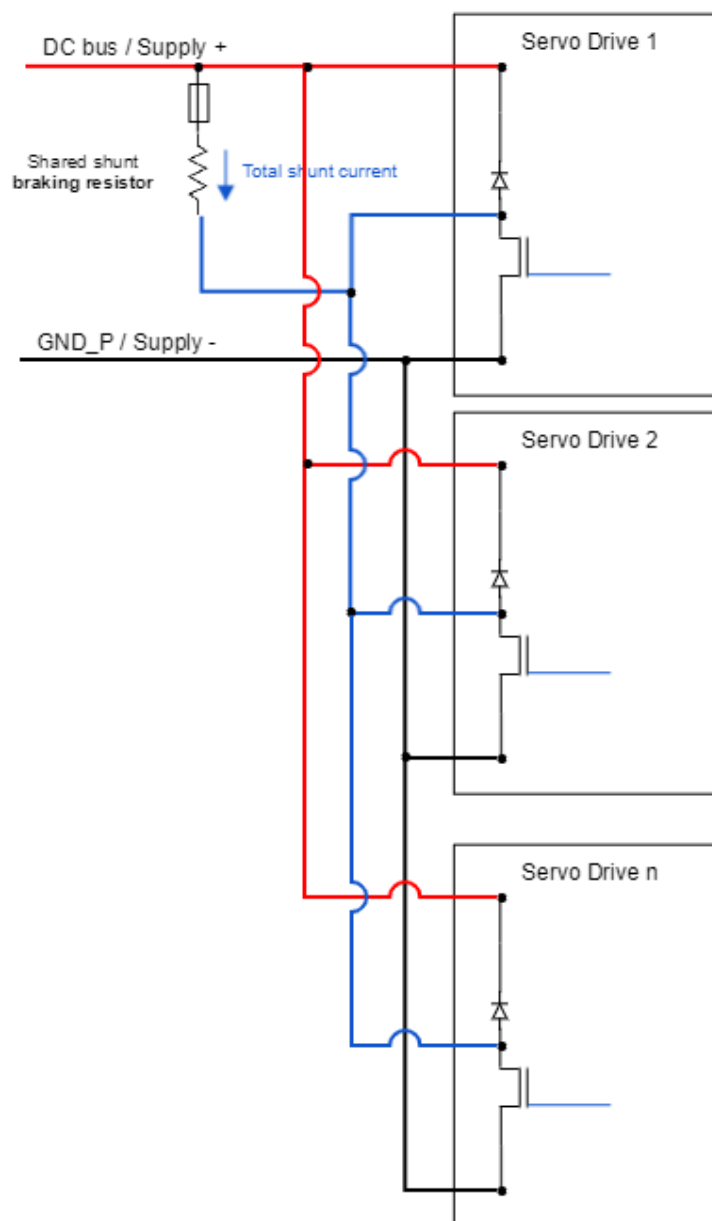 DC bus / Supply +
Servo Drive 1
Shared shunt
braking resistor
Total shunt current
GND_P / Supply -
Servo Drive 2
Servo Drive n